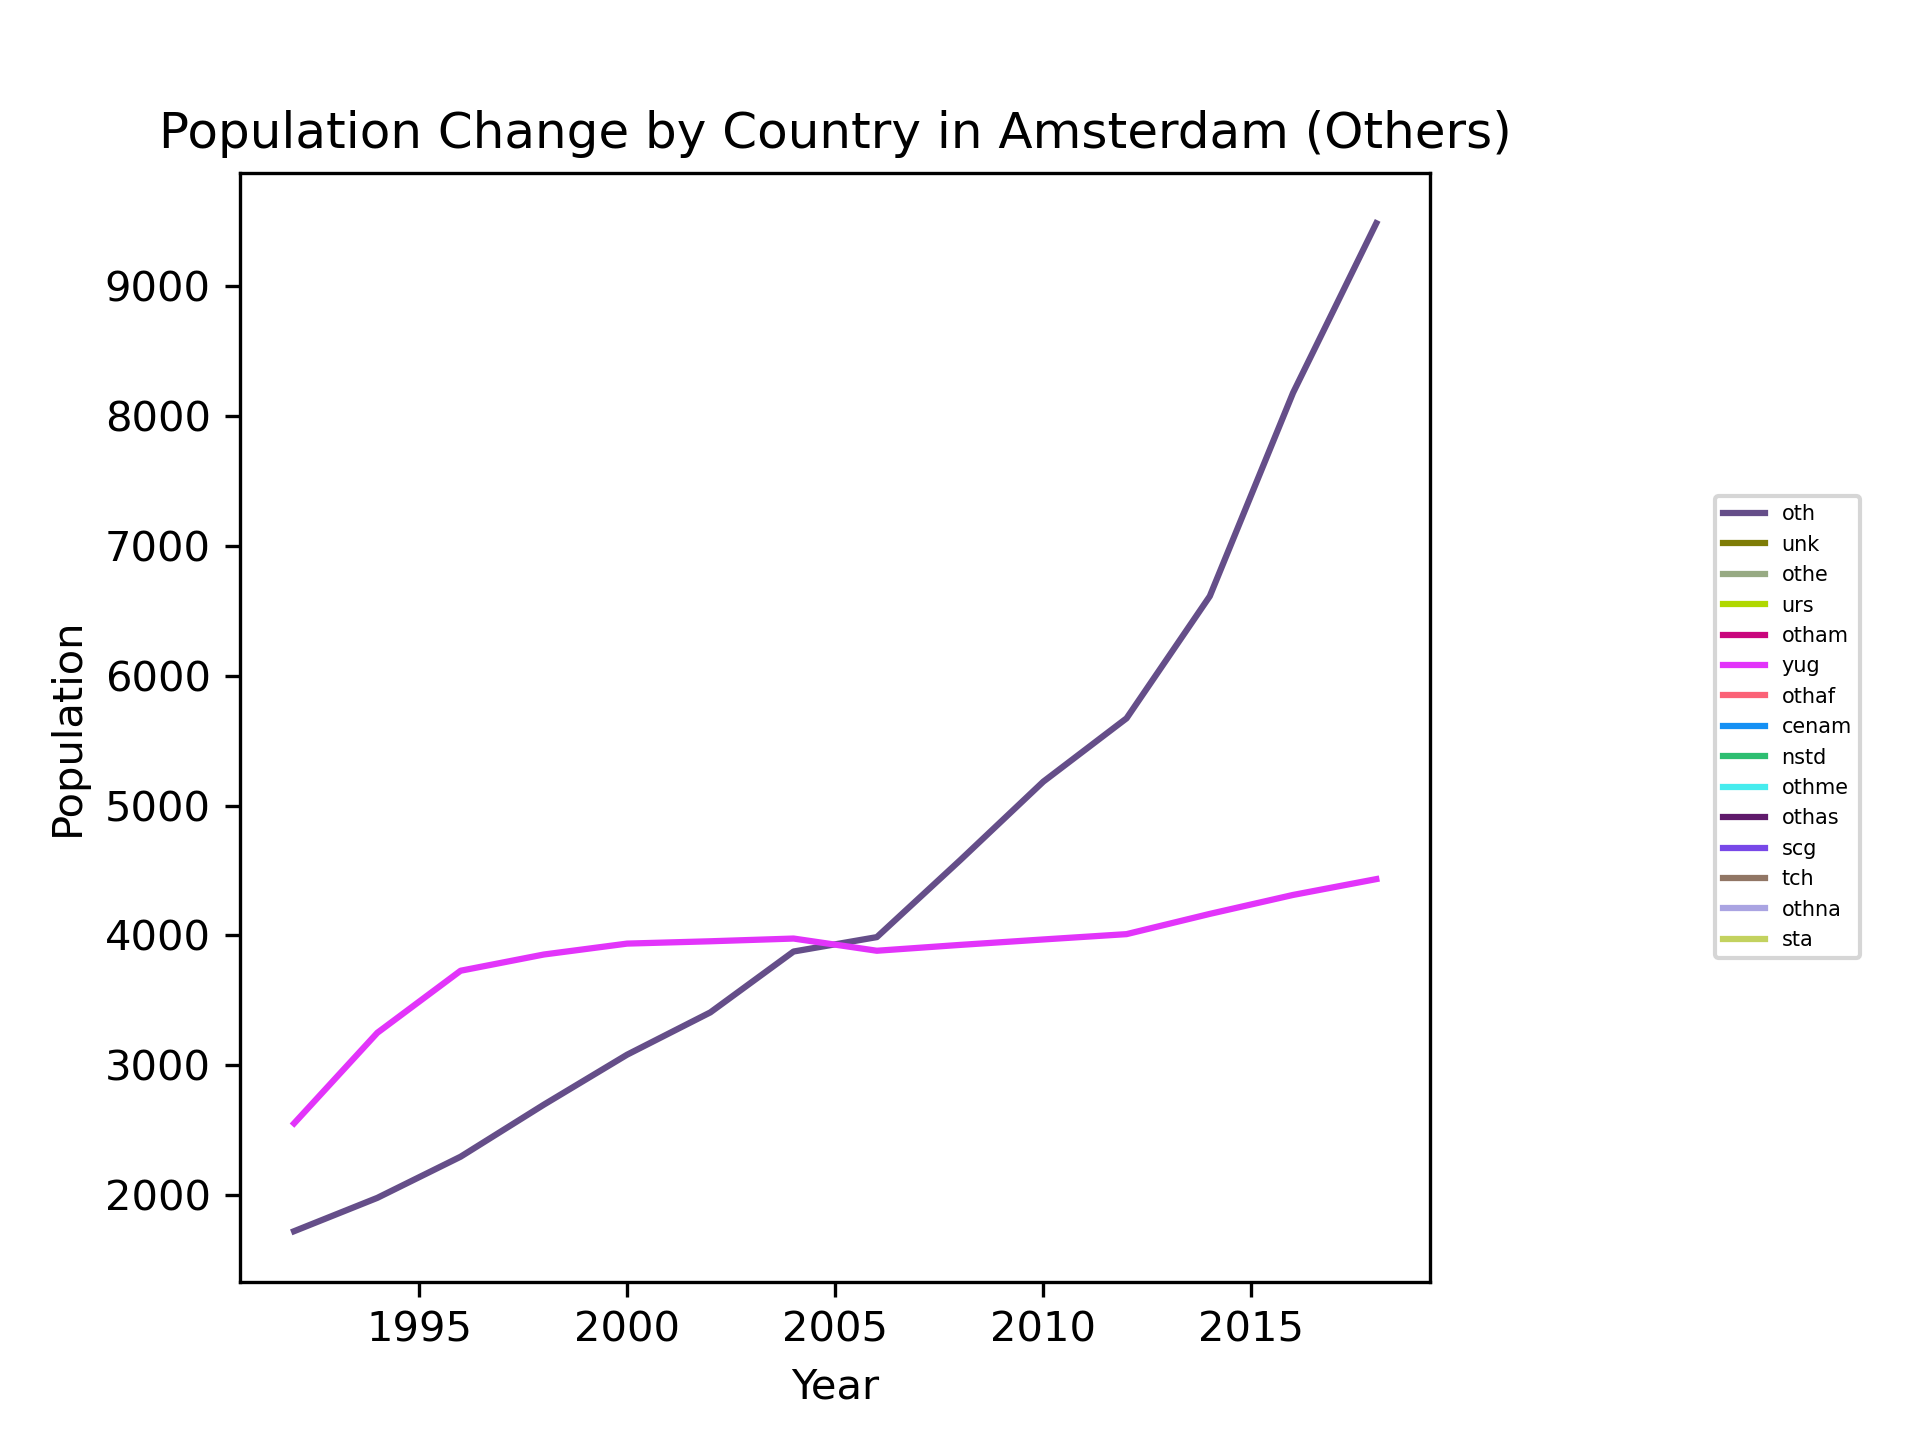 Population Change by Country in Amsterdam (Others)
9000
8000
7000
6000
5000
4000
3000
2000
Population
1995 2000 2005 2010 2015
Year
oth
unk
othe
urs
otham
yug
othaf
cenam
nstd
othme
othas
scg
tch
othna
sta